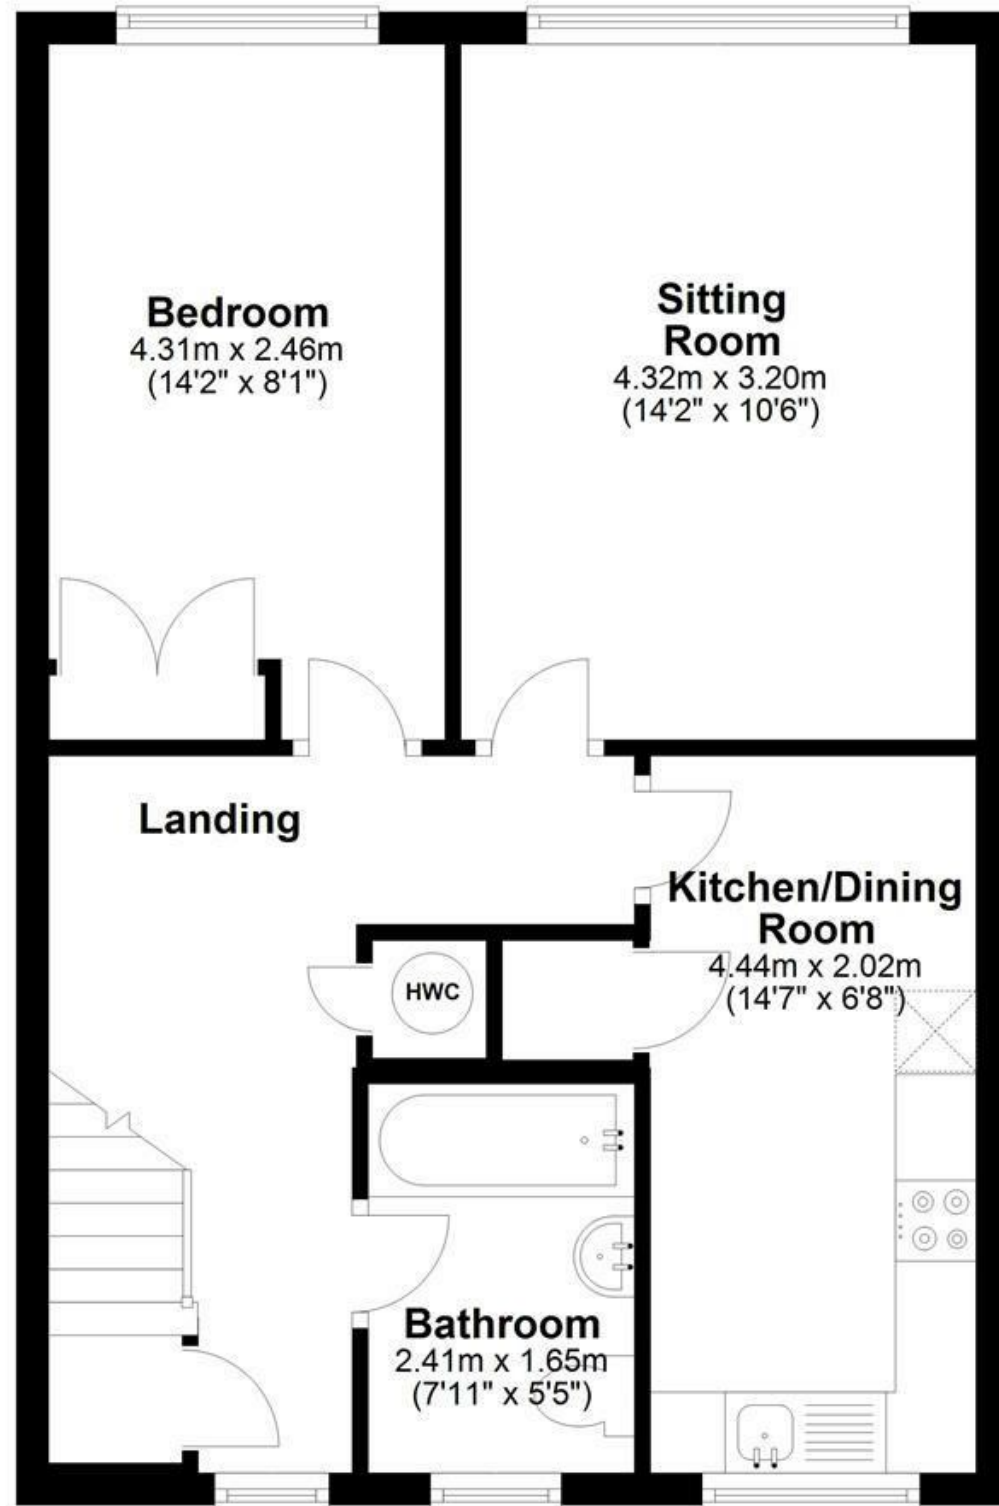 Bedroom
4.31m x 2.46m
(14'2" x 8'1")
Sitting
Room
4.32m x 3.20m
(14'2" x 10'6")
Landing
Kitchen/Dining
Room
4.44m x 2.02m
(14'7" x 6'8")
HWC
Bathroom
2.41m x 1.65m
(7'11" x 5'5")